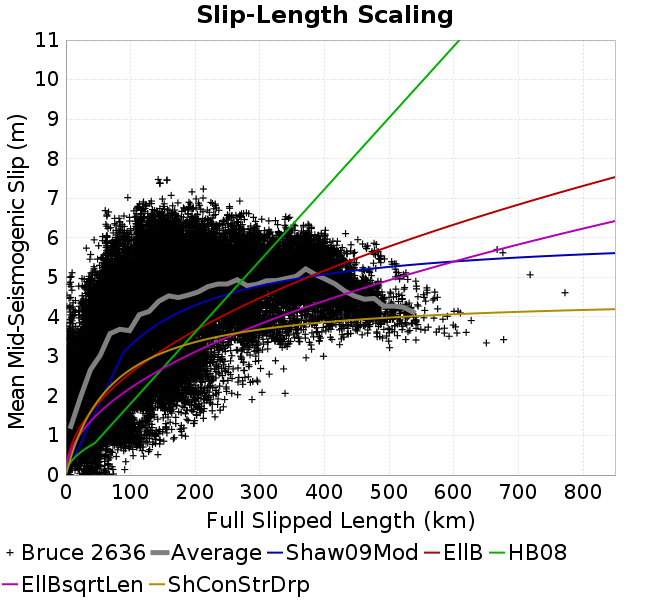 Slip-Length Scaling
11
10
9
8
7
6
5
4
3
2
1
0
Mean Mid-Seismogenic Slip (m)
0 100 200 300 400 500 600 700 800
Full Slipped Length (km)
Bruce 2636 Average Shaw09Mod EllB HB08
EllBsqrtLen ShConStrDrp